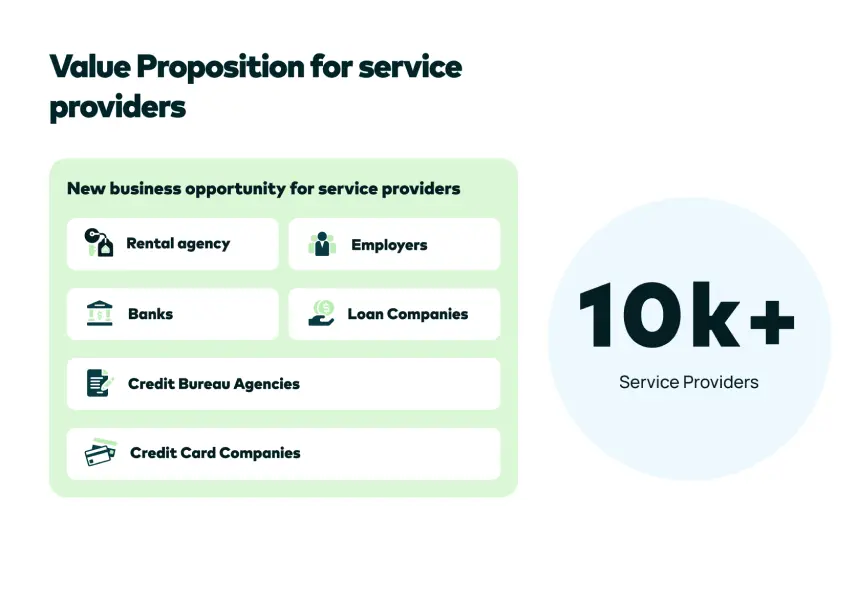 Value Proposition for service
providers
New business opportunity for service providers
Rental agency
Employers
Banks
Loan Companies
Credit Bureau Agencies
Credit Card Companies
10k+
Service Providers